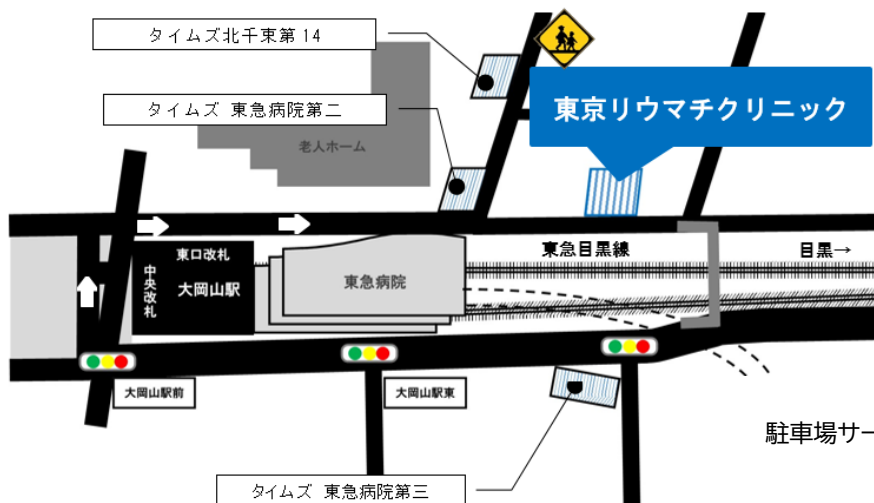 タイムズ北千束第14
タイムズ 東急病院第二
東京リウマチクリニック
老人ホーム
東口改札
中央改札
大岡山駅
東急病院
東急目黒線
目黒→
大岡山駅前
大岡山駅東
駐車場サー
タイムズ 東急病院第三